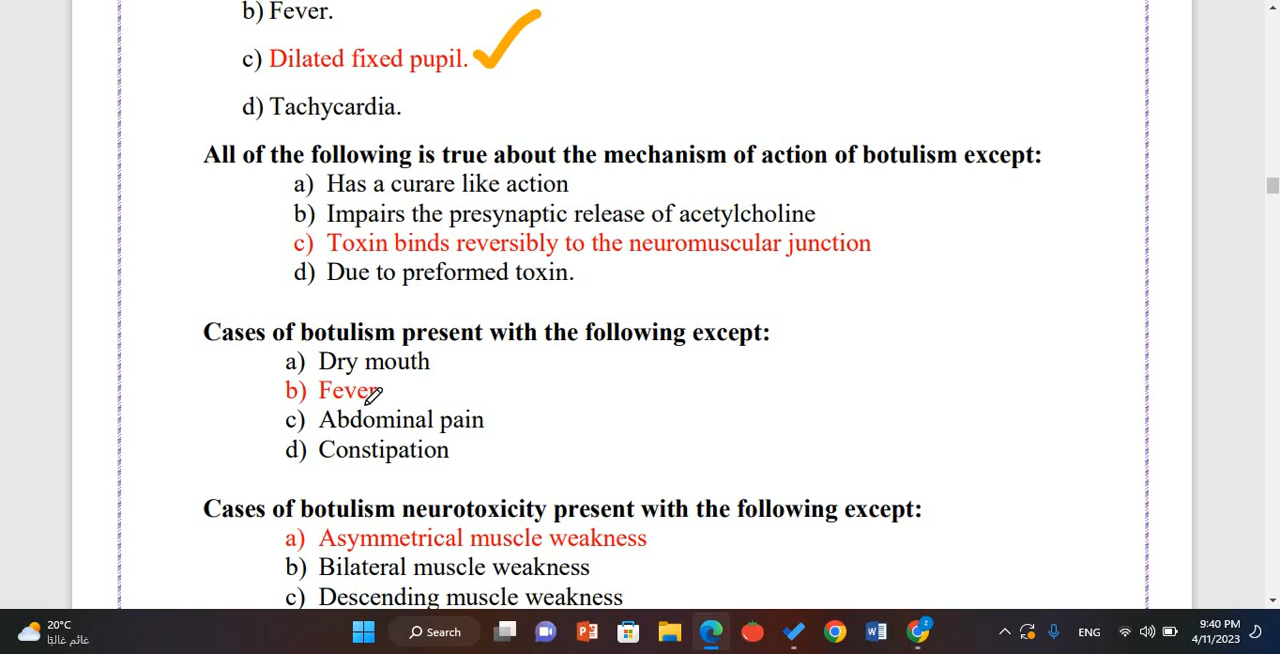 b) Fever.
c) Dilated fixed pupil.
d) Tachycardia.
All of the following is true about the mechanism of action of botulism except:
a) Has a curare like action
b) Impairs the presynaptic release of acetylcholine
c) Toxin binds reversibly to the neuromuscular junction
d) Due to preformed toxin.
Cases of botulism present with the following except:
a) Dry mouth
b) Fever
c) Abdominal pain
d) Constipation
Cases of botulism neurotoxicity present with the following except:
a) Asymmetrical muscle weakness
b) Bilateral muscle weakness
c) Descending muscle weakness
20°C
غائم غالبًا
Search
ENG
9:40 PM
4/11/2023